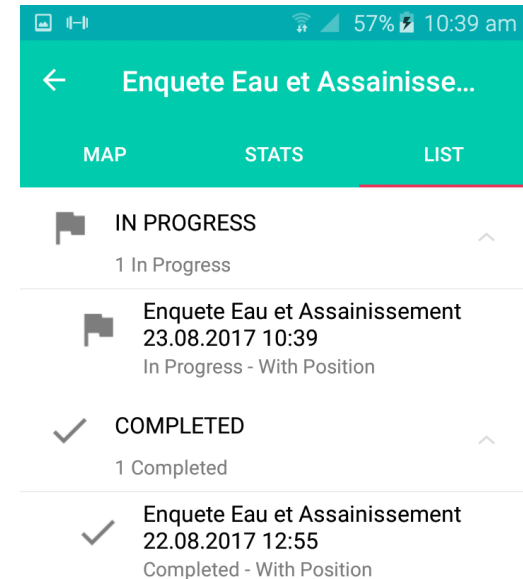 57% 10:39 am
Enquete Eau et Assainisse...
MAP STATS LIST
IN PROGRESS
1 In Progress
Enquete Eau et Assainissement
23.08.2017 10:39
In Progress - With Position
COMPLETED
1 Completed
Enquete Eau et Assainissement
22.08.2017 12:55
Completed - With Position